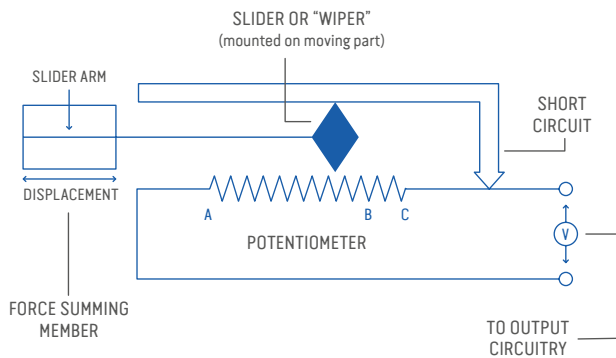 SLIDER OR “WIPER”
(mounted on moving part)
SLIDER ARM
SHORT
CIRCUIT
DISPLACEMENT
A
B
C
V
POTENTIOMETER
FORCE SUMMING
MEMBER
TO OUTPUT
CIRCUITRY